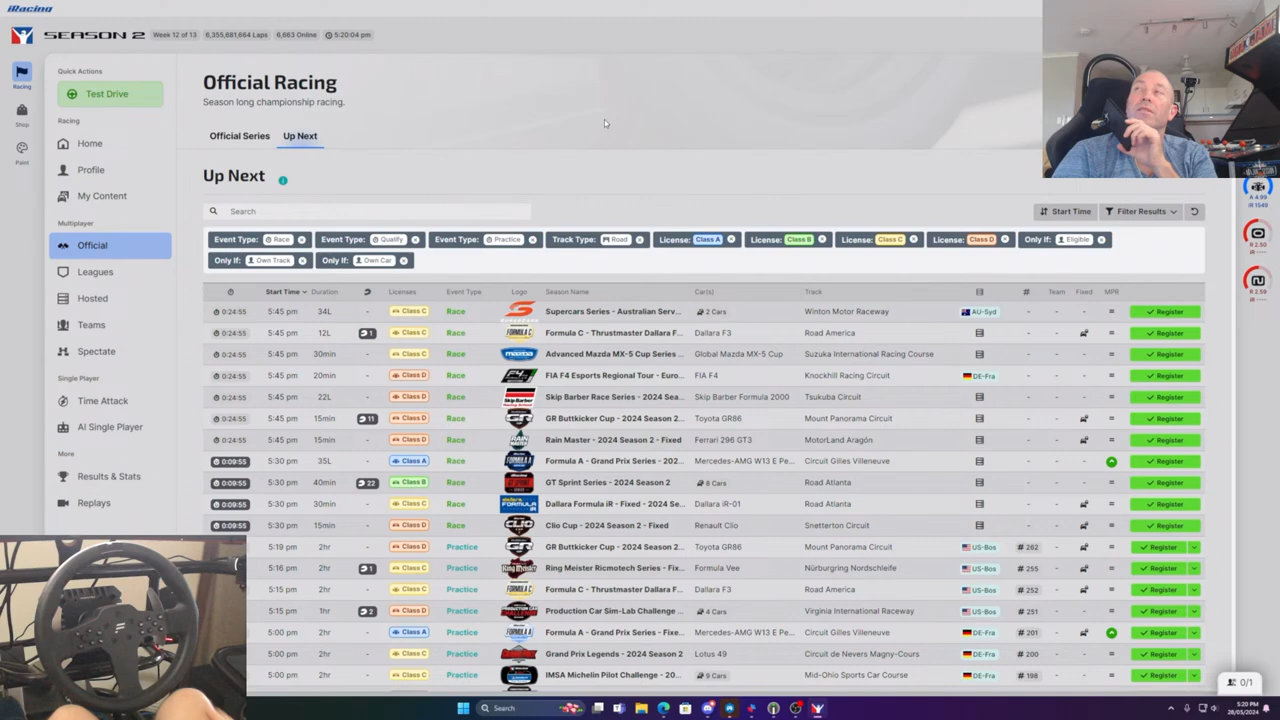 iRacing
SEASON 2 Week 12 of 13 6,355,681,664 Laps 6,663 Online 5:20:04 pm
Racing
Shop
Paint
Quick Actions
Test Drive
Racing
Home
Profile
My Content
Multiplayer
Official
Leagues
Hosted
Teams
Spectate
Single Player
Time Attack
AI Single Player
More
Results & Stats
Replays
Official Racing
Season long championship racing.
Official Series Up Next
Up Next
Search Start Time Filter Results
Event Type: Race Event Type: Qualify Event Type: Practice Track Type: Road License: Class A License: Class B License: Class C License: Class D Only If: Eligible
Only If: Own Track Only If: Own Car
Start Time Duration Licenses Event Type Logo Season Name Car(s) Track # Team Fixed MPR
0:24:55 5:45 pm 34L - Class C Race Supercars Series - Australian Serv... 2 Cars Winton Motor Raceway AU-Syd - - = Register
0:24:55 5:45 pm 12L 1 Class C Race Formula C - Thrustmaster Dallara F... Dallara F3 Road America - = Register
0:24:55 5:45 pm 30min - Class C Race Advanced Mazda MX-5 Cup Series ... Global Mazda MX-5 Cup Suzuka International Racing Course - - = Register
0:24:55 5:45 pm 20min - Class D Race FIA F4 Esports Regional Tour - Euro... FIA F4 Knockhill Racing Circuit DE-Fra - = Register
0:24:55 5:45 pm 22L - Class D Race Skip Barber Race Series - 2024 Sea... Skip Barber Formula 2000 Tsukuba Circuit - - = Register
0:24:55 5:45 pm 15min 11 Class D Race GR Buttkicker Cup - 2024 Season 2... Toyota GR86 Mount Panorama Circuit - = Register
0:24:55 5:45 pm 15min - Class D Race Rain Master - 2024 Season 2 - Fixed Ferrari 296 GT3 MotorLand Aragón - = Register
0:09:55 5:30 pm 35L - Class A Race Formula A - Grand Prix Series - 202... Mercedes-AMG W13 E Pe... Circuit Gilles Villeneuve - - Register
0:09:55 5:30 pm 40min 22 Class B Race GT Sprint Series - 2024 Season 2 8 Cars Road Atlanta - - = Register
0:09:55 5:30 pm 30min - Class C Race Dallara Formula iR - Fixed - 2024 Se... Dallara iR-01 Road Atlanta - = Register
0:09:55 5:30 pm 15min - Class D Race Clio Cup - 2024 Season 2 - Fixed Renault Clio Snetterton Circuit - = Register
5:19 pm 2hr - Class D Practice GR Buttkicker Cup - 2024 Season 2... Toyota GR86 Mount Panorama Circuit US-Bos # 262 - = Register
5:16 pm 2hr 1 Class C Practice Ring Meister Ricmotech Series - Fix... Formula Vee Nürburgring Nordschleife US-Bos # 255 - = Register
5:15 pm 2hr - Class C Practice Formula C - Thrustmaster Dallara F... Dallara F3 Road America US-Bos # 252 - = Register
5:15 pm 1hr 2 Class D Practice Production Car Sim-Lab Challenge ... 4 Cars Virginia International Raceway US-Bos # 251 - = Register
5:00 pm 2hr - Class A Practice Formula A - Grand Prix Series - Fix... Mercedes-AMG W13 E Pe... Circuit Gilles Villeneuve DE-Fra # 201 - Register
5:00 pm 2hr - Class C Practice Grand Prix Legends - 2024 Season 2 Lotus 49 Circuit de Nevers Magny-Cours DE-Fra # 200 - - = Register
5:00 pm 2hr - Class C Practice IMSA Michelin Pilot Challenge - 20... 9 Cars Mid-Ohio Sports Car Course DE-Fra # 198 - - = Register
A 4.99
iR 1549
R 2.50
iR ----
R 2.59
iR ----
0/1
Search
5:20 PM
28/05/2024